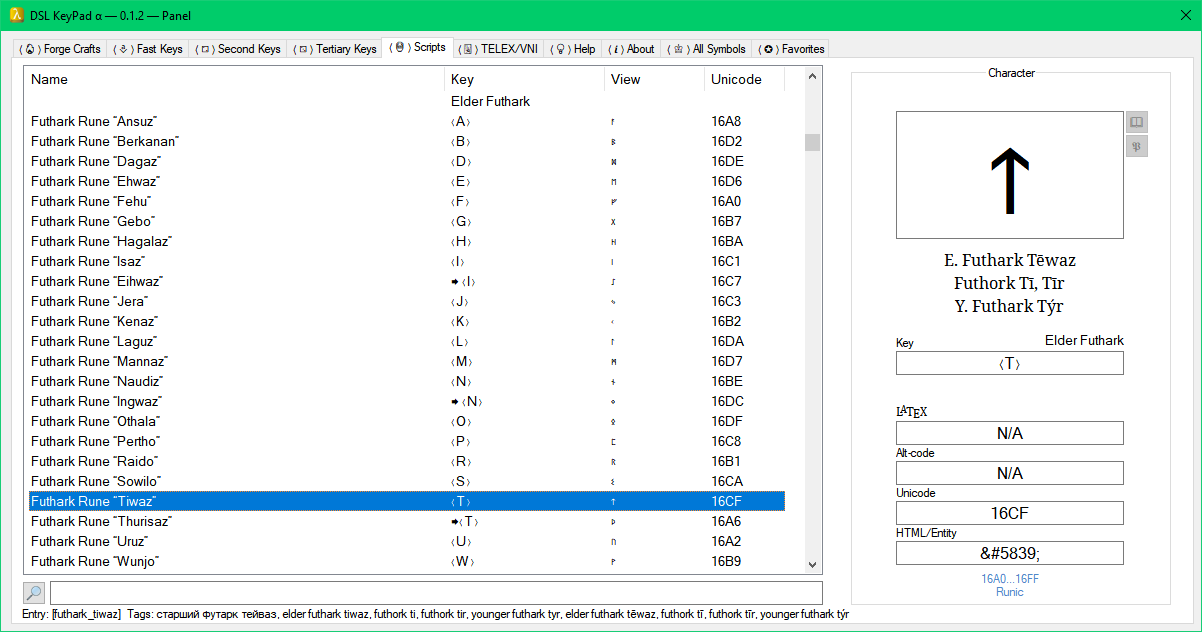 DSL KeyPad α — 0.1.2 — Panel
Forge Crafts Fast Keys Second Keys Tertiary Keys Scripts TELEX/VNI Help About All Symbols Favorites
Name Key View Unicode
Elder Futhark
Futhark Rune “Ansuz” ⟨A⟩ ᚨ 16A8
Futhark Rune “Berkanan” ⟨B⟩ ᛒ 16D2
Futhark Rune “Dagaz” ⟨D⟩ ᛞ 16DE
Futhark Rune “Ehwaz” ⟨E⟩ ᛖ 16D6
Futhark Rune “Fehu” ⟨F⟩ ᚠ 16A0
Futhark Rune “Gebo” ⟨G⟩ ᚷ 16B7
Futhark Rune “Hagalaz” ⟨H⟩ ᚺ 16BA
Futhark Rune “Isaz” ⟨I⟩ ᛁ 16C1
Futhark Rune “Eihwaz” ➡⟨I⟩ ᛇ 16C7
Futhark Rune “Jera” ⟨J⟩ ᛃ 16C3
Futhark Rune “Kenaz” ⟨K⟩ ᚲ 16B2
Futhark Rune “Laguz” ⟨L⟩ ᛚ 16DA
Futhark Rune “Mannaz” ⟨M⟩ ᛗ 16D7
Futhark Rune “Naudiz” ⟨N⟩ ᚾ 16BE
Futhark Rune “Ingwaz” ➡⟨N⟩ ᛜ 16DC
Futhark Rune “Othala” ⟨O⟩ ᛟ 16DF
Futhark Rune “Pertho” ⟨P⟩ ᛈ 16C8
Futhark Rune “Raido” ⟨R⟩ ᚱ 16B1
Futhark Rune “Sowilo” ⟨S⟩ ᛊ 16CA
Futhark Rune “Tiwaz” ⟨T⟩ ᛏ 16CF
Futhark Rune “Thurisaz” ➡⟨T⟩ ᚦ 16A6
Futhark Rune “Uruz” ⟨U⟩ ᚢ 16A2
Futhark Rune “Wunjo” ⟨W⟩ ᚹ 16B9
Entry: [futhark_tiwaz] Tags: старший футарк тейваз, elder futhark tiwaz, futhork ti, futhork tir, younger futhark tyr, elder futhark tēwaz, futhork tī, futhork tīr, younger futhark týr
Character
ᛏ
E. Futhark Tēwaz
Futhork Tī, Tīr
Y. Futhark Týr
Key Elder Futhark
⟨T⟩
LATEX
N/A
Alt-code
N/A
Unicode
16CF
HTML/Entity
&#5839;
16A0...16FF
Runic